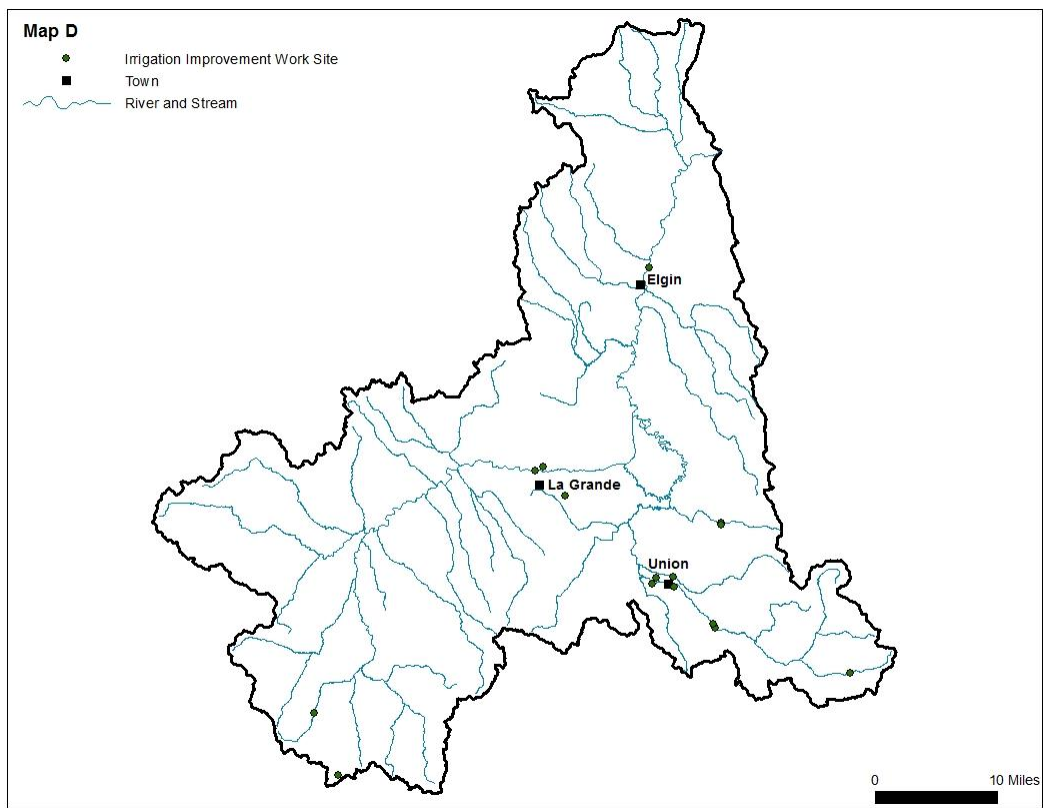 Map D
Irrigation Improvement Work Site
Town
River and Stream
Elgin
La Grande
Union
0 10 Miles